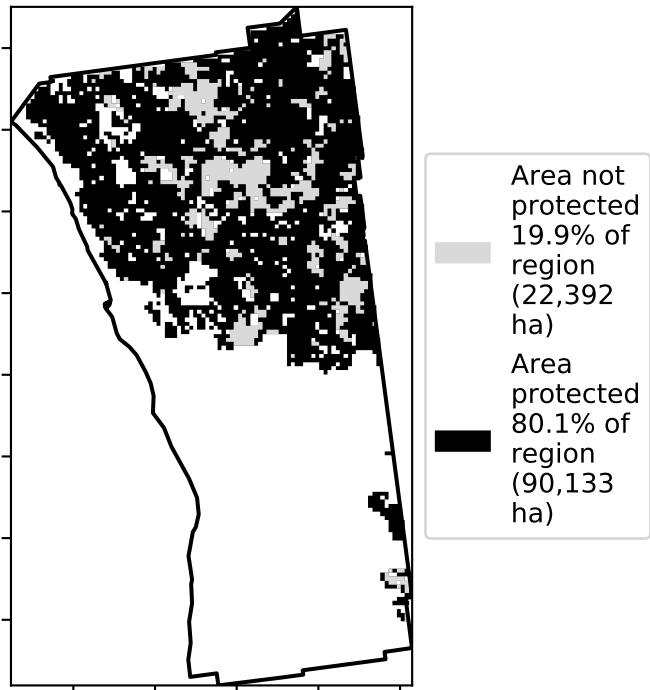 Area not
protected
19.9% of
region
(22,392
ha)
Area
protected
80.1% of
region
(90,133
ha)